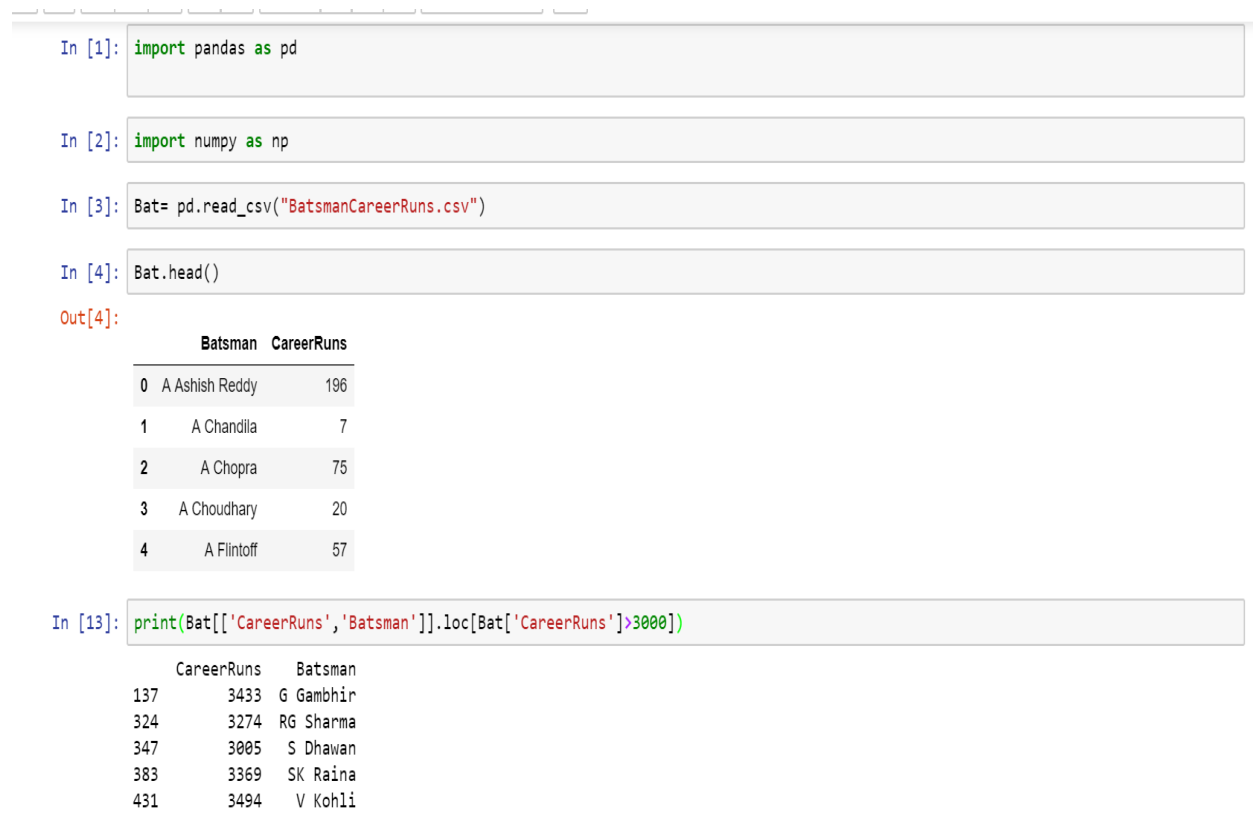 In [1]: import pandas as pd
In [2]: import numpy as np
In [3]: Bat= pd.read_csv("BatsmanCareerRuns.csv")
In [4]: Bat.head()
Out[4]:
Batsman CareerRuns
0 A Ashish Reddy 196
1 A Chandila 7
2 A Chopra 75
3 A Choudhary 20
4 A Flintoff 57
In [13]: print(Bat[['CareerRuns','Batsman']].loc[Bat['CareerRuns']>3000])
CareerRuns Batsman
137 3433 G Gambhir
324 3274 RG Sharma
347 3005 S Dhawan
383 3369 SK Raina
431 3494 V Kohli